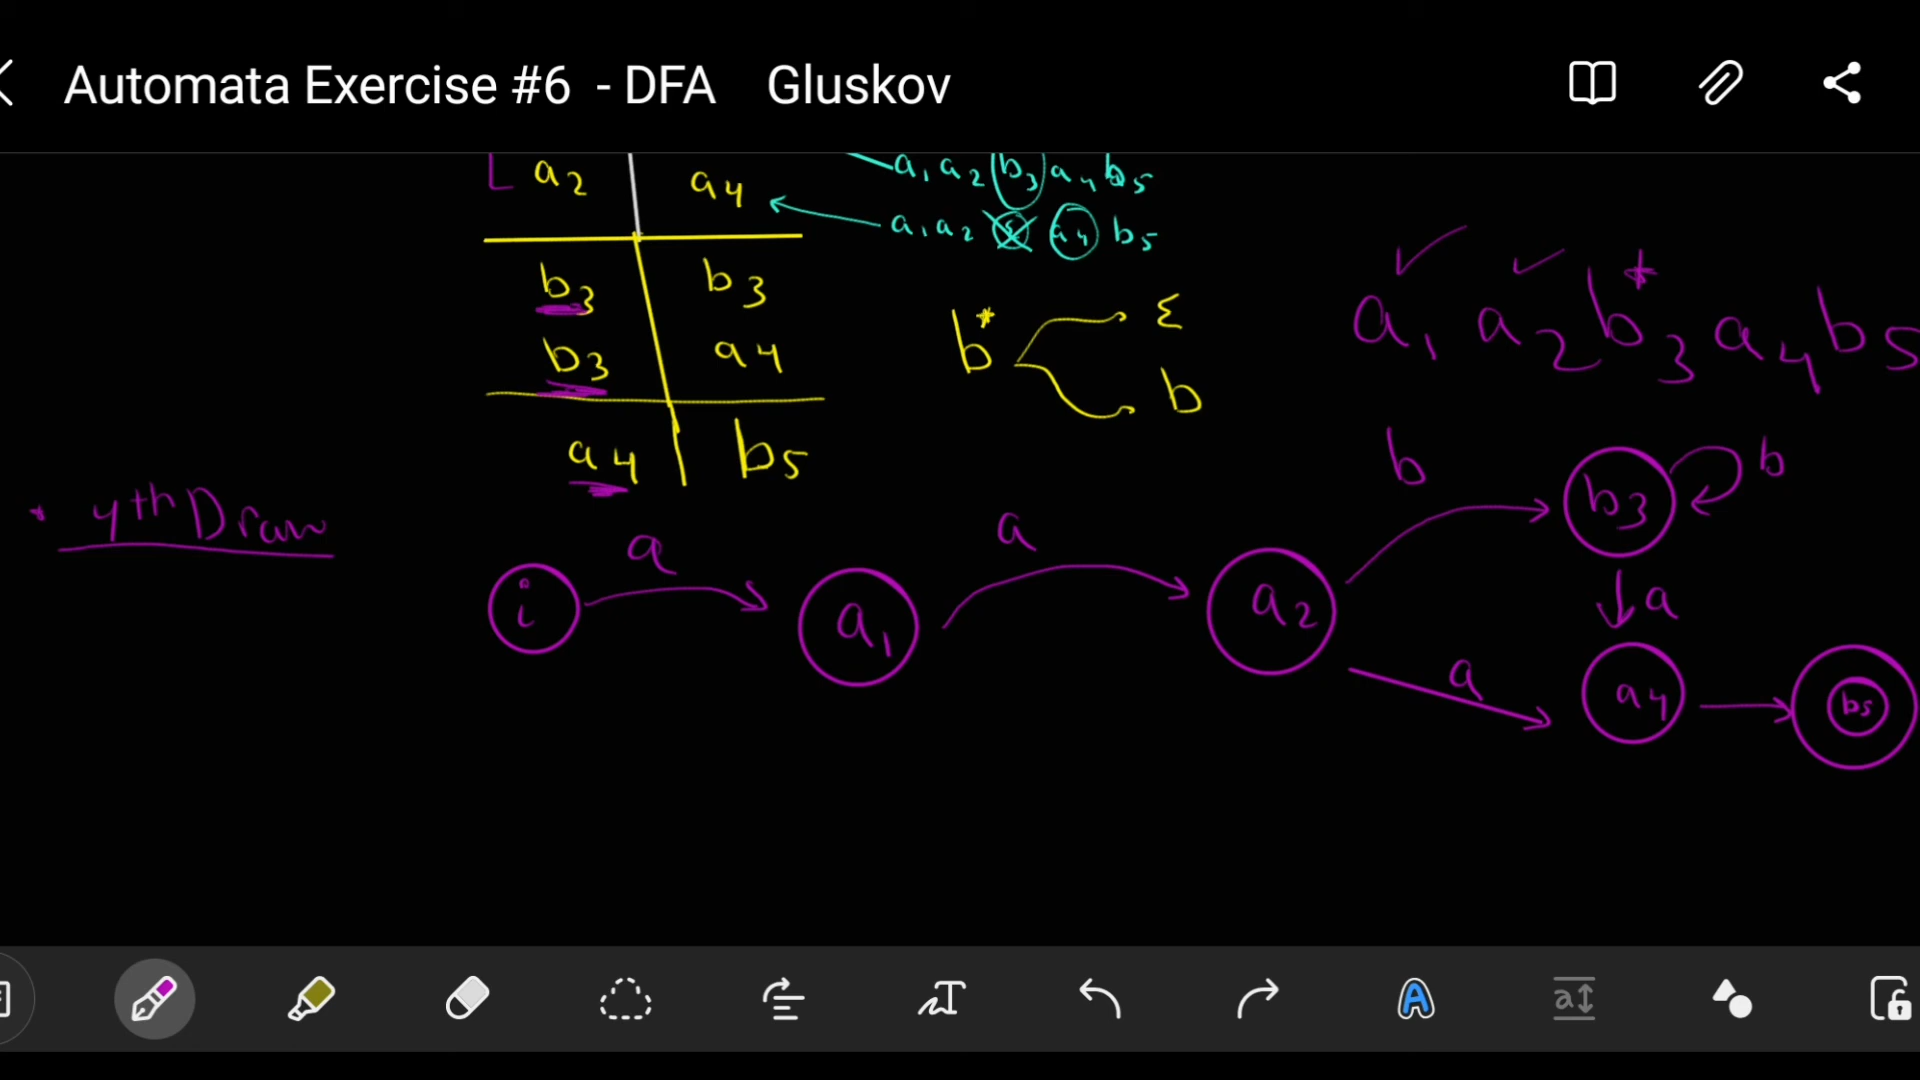 Automata Exercise #6 - DFA Gluskov
a2 | a4
a1 a2 b3 a4 b5
a1 a2 a4 b5
b3 | b3
b3 | a4
a4 | b5
b* ε
b
a1 a2 b*3 a4 b5
* 4th Draw
i a a1 a a2
b b3 b
a
a a4 b5